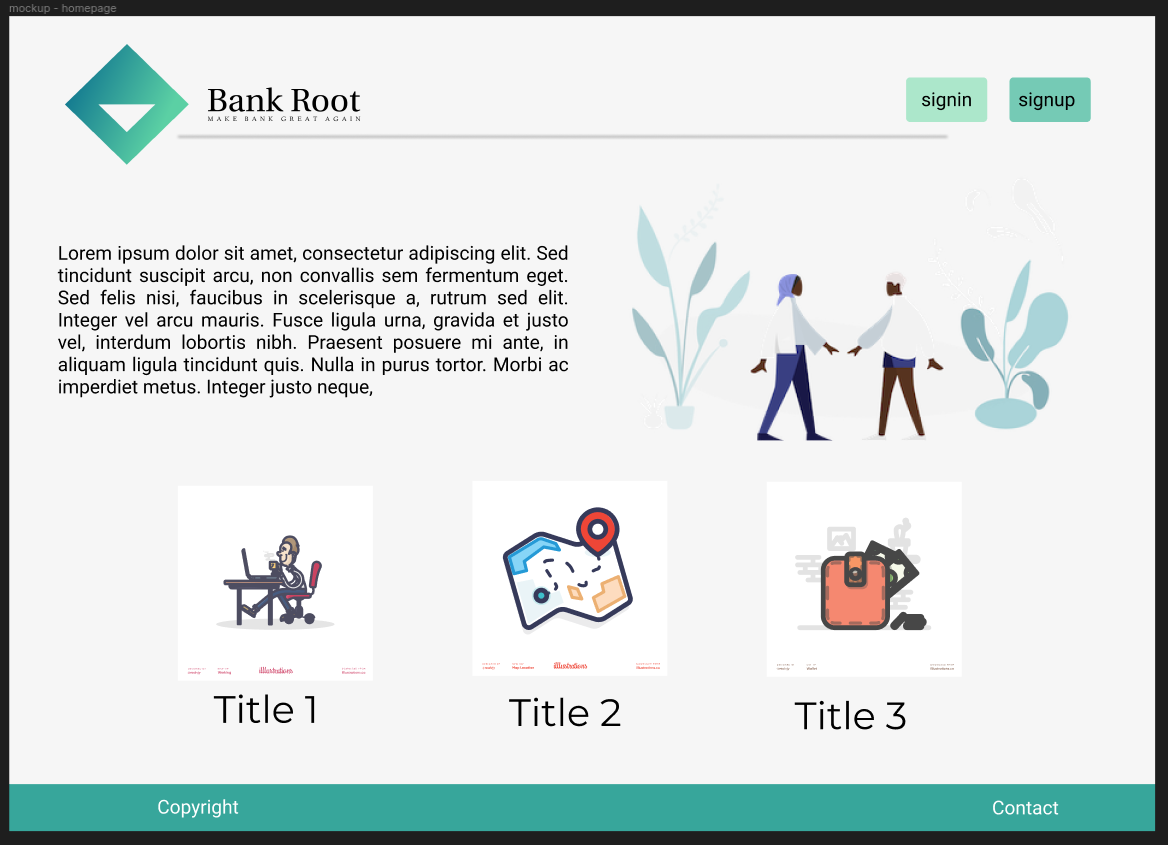 mockup - homepage
Bank Root
MAKE BANK GREAT AGAIN
signin
signup
Lorem ipsum dolor sit amet, consectetur adipiscing elit. Sed
tincidunt suscipit arcu, non convallis sem fermentum eget.
Sed felis nisi, faucibus in scelerisque a, rutrum sed elit.
Integer vel arcu mauris. Fusce ligula urna, gravida et justo
vel, interdum lobortis nibh. Praesent posuere mi ante, in
aliquam ligula tincidunt quis. Nulla in purus tortor. Morbi ac
imperdiet metus. Integer justo neque,
illustrations
illustrations
Title 1
Title 2
Title 3
Copyright
Contact